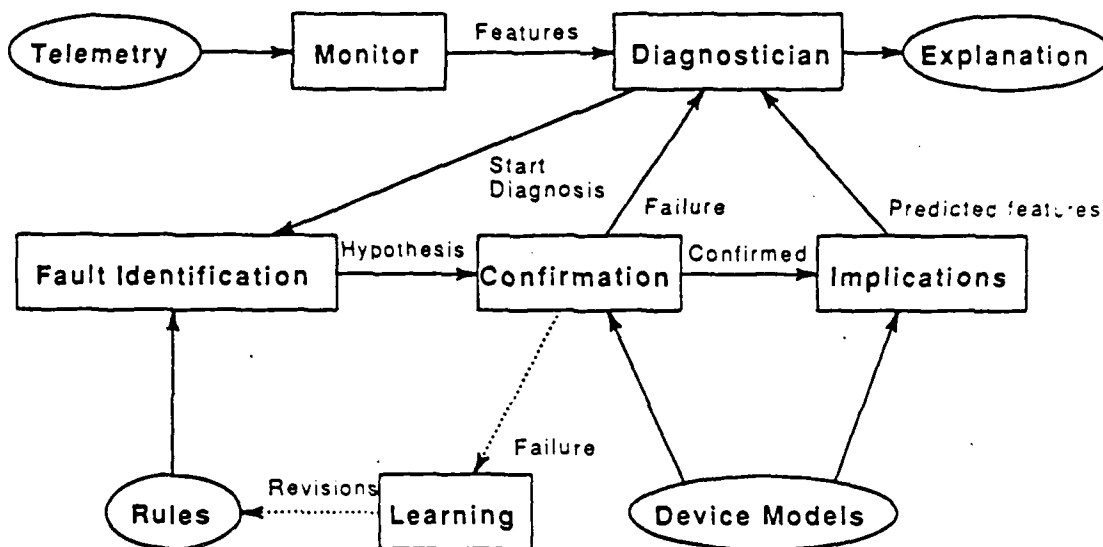 Telemetry
Monitor
Features
Diagnostician
Explanation
Start
Diagnosis
Failure
Predicted features
Fault Identification
Hypothesis
Confirmation
Confirmed
Implications
Failure
Rules
Revisions
Learning
Device Models